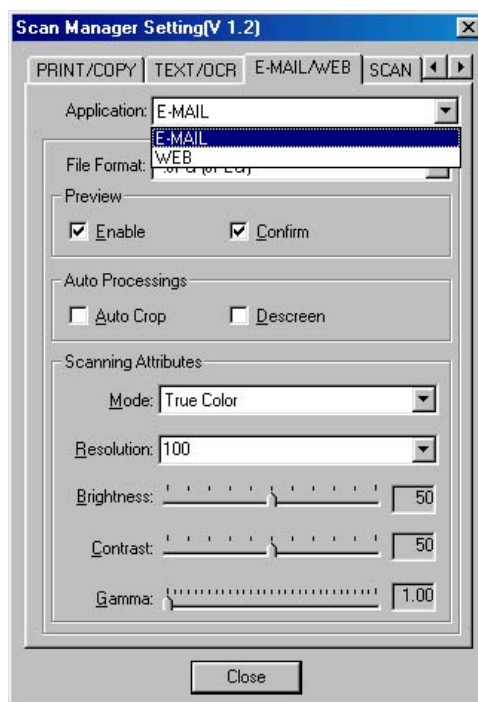 Scan Manager Setting(V 1.2)
PRINT/COPY TEXT/OCR E-MAIL/WEB SCAN
Application: E-MAIL
E-MAIL
WEB
File Format:
Preview
Enable Confirm
Auto Processings
Auto Crop Descreen
Scanning Attributes
Mode: True Color
Resolution: 100
Brightness: 50
Contrast: 50
Gamma: 1.00
Close